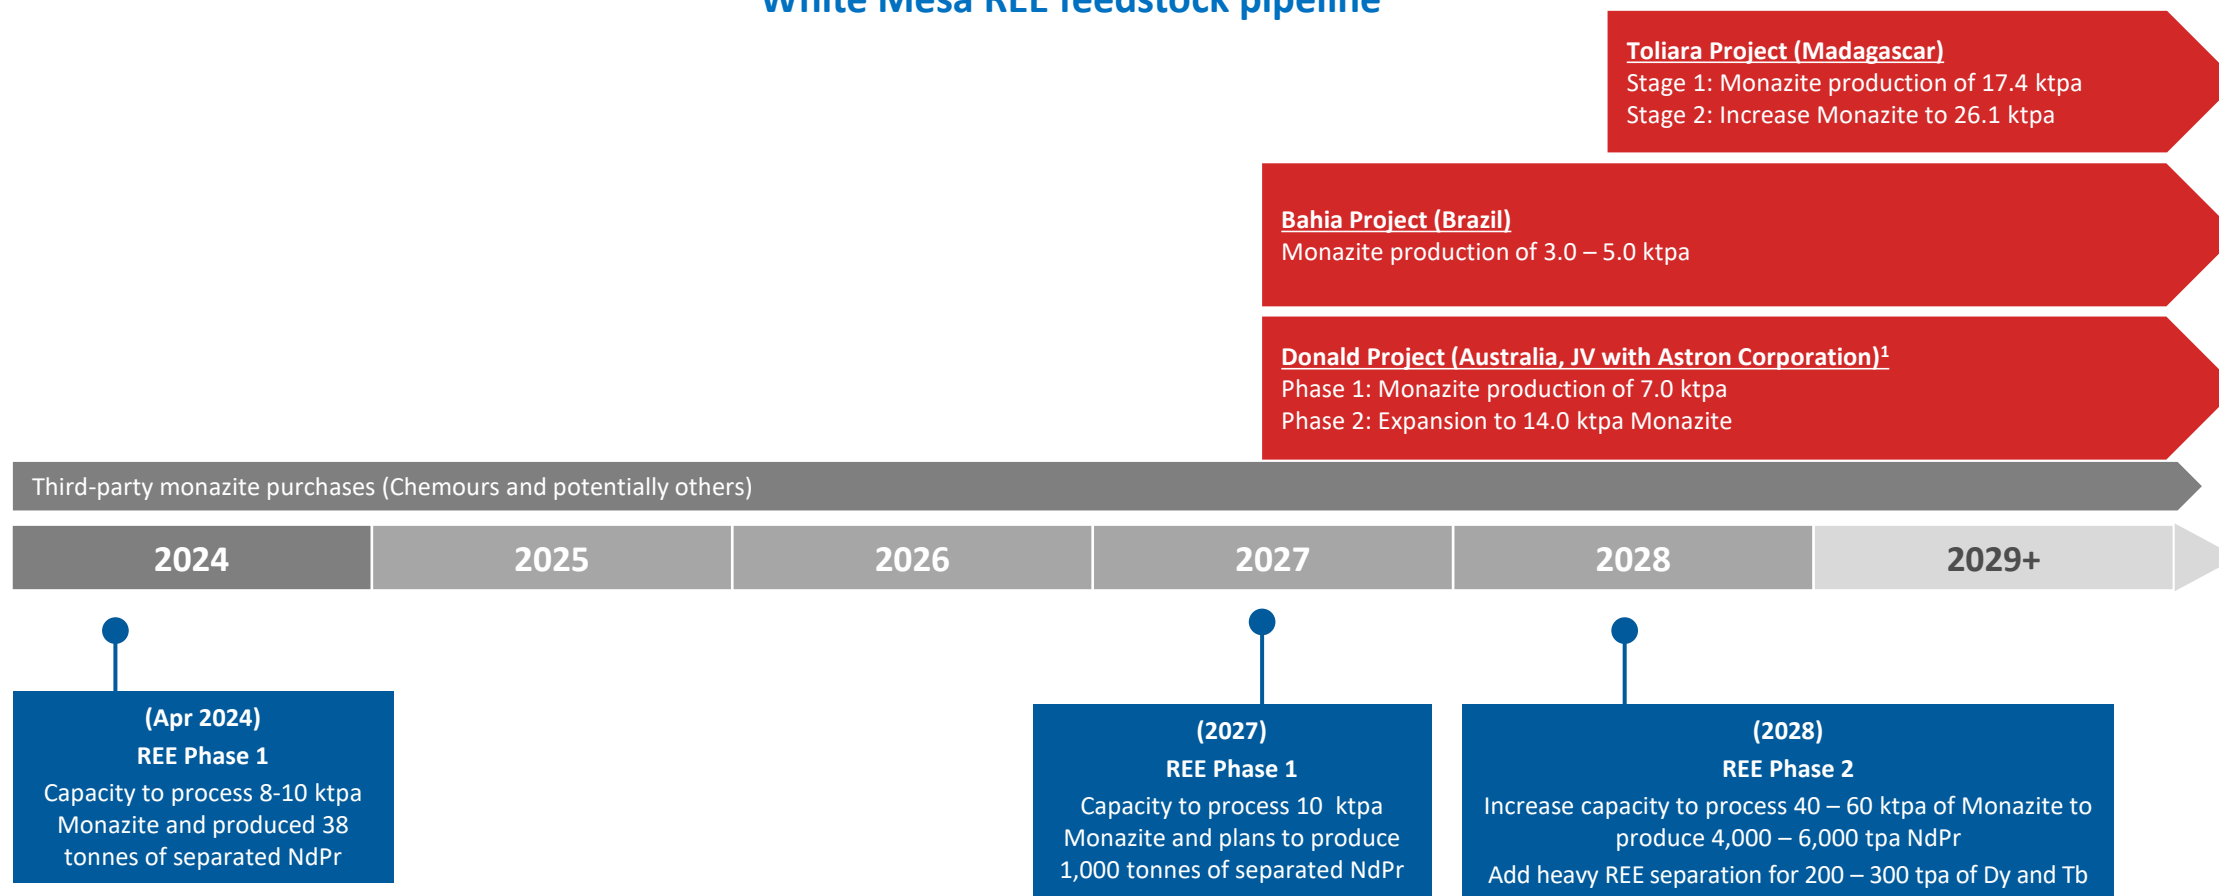 White Mesa REE feedstock pipeline
Toliara Project (Madagascar)
Stage 1: Monazite production of 17.4 ktpa
Stage 2: Increase Monazite to 26.1 ktpa
Bahia Project (Brazil)
Monazite production of 3.0 – 5.0 ktpa
Donald Project (Australia, JV with Astron Corporation)¹
Phase 1: Monazite production of 7.0 ktpa
Phase 2: Expansion to 14.0 ktpa Monazite
Third-party monazite purchases (Chemours and potentially others)
2024 2025 2026 2027 2028 2029+
(Apr 2024)
REE Phase 1
Capacity to process 8-10 ktpa
Monazite and produced 38
tonnes of separated NdPr
(2027)
REE Phase 1
Capacity to process 10 ktpa
Monazite and plans to produce
1,000 tonnes of separated NdPr
(2028)
REE Phase 2
Increase capacity to process 40 – 60 ktpa of Monazite to
produce 4,000 – 6,000 tpa NdPr
Add heavy REE separation for 200 – 300 tpa of Dy and Tb